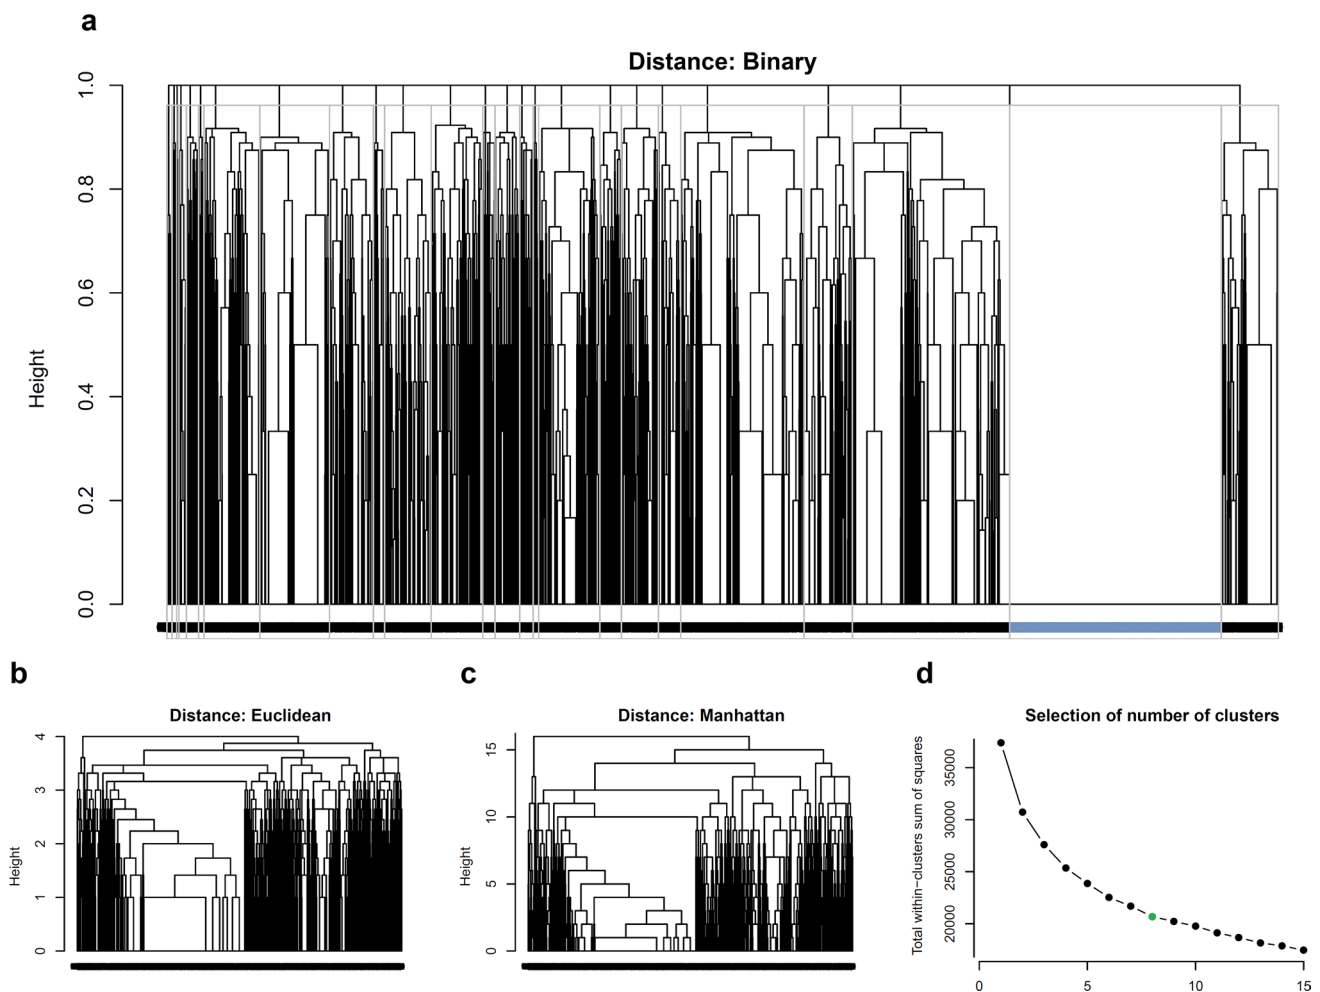 a
Distance: Binary
Height
1.0
0.8
0.6
0.4
0.2
0.0
b
Distance: Euclidean
Height
4
3
2
1
0
c
Distance: Manhattan
Height
15
10
5
0
d
Selection of number of clusters
Total within−clusters sum of squares
35000
30000
25000
20000
0 5 10 15